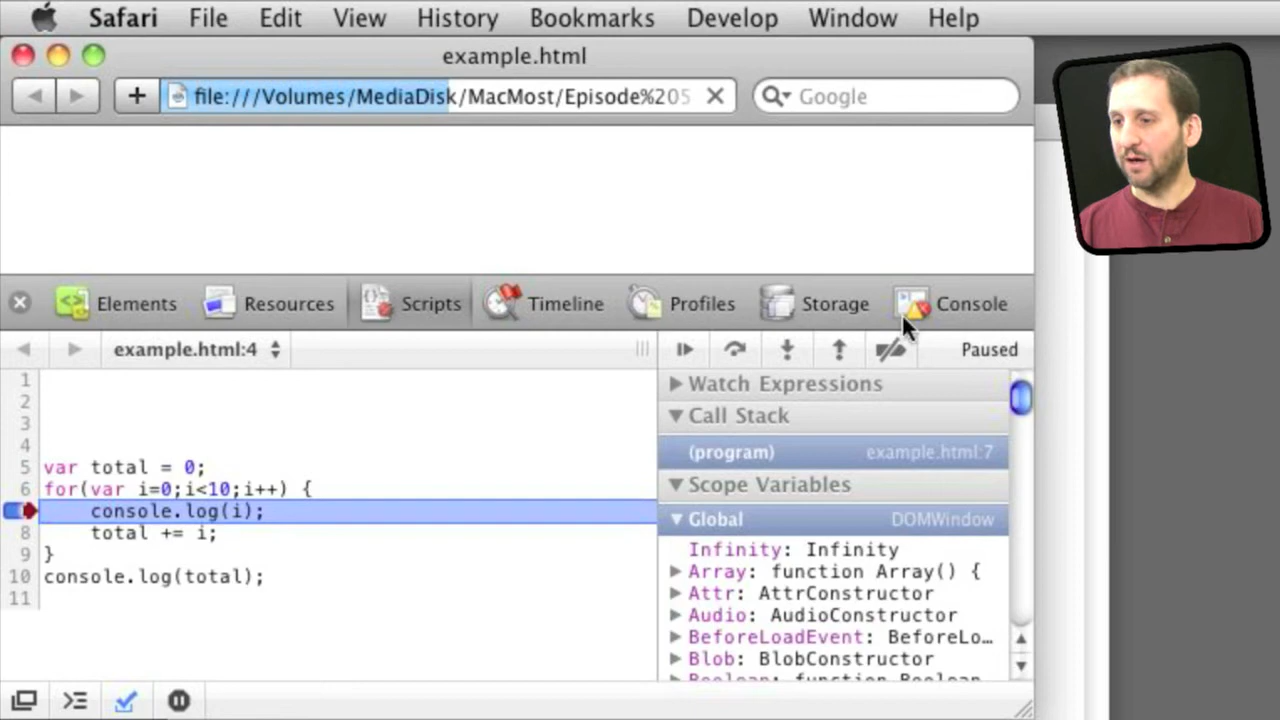 Safari File Edit View History Bookmarks Develop Window Help
example.html
+ file:///Volumes/MediaDisk/MacMost/Episode%205 Google
Elements Resources Scripts Timeline Profiles Storage Console
example.html:4 Paused
1
2
3
4
5 var total = 0;
6 for(var i=0;i<10;i++) {
console.log(i);
8 total += i;
9 }
10 console.log(total);
11
Watch Expressions
Call Stack
(program) example.html:7
Scope Variables
Global DOMWindow
Infinity: Infinity
Array: function Array() {
Attr: AttrConstructor
Audio: AudioConstructor
BeforeLoadEvent: BeforeLo…
Blob: BlobConstructor
Boolean: function Boolean